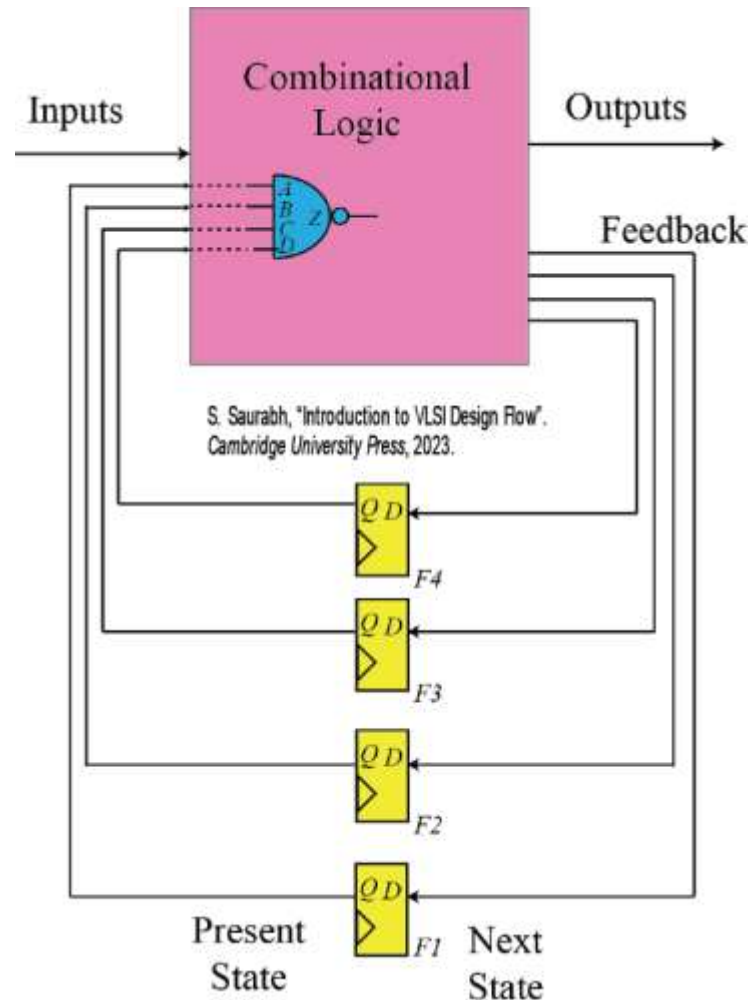 Combinational
Logic
Inputs
Outputs
A
B
C
D
Z
Feedback
S. Saurabh, "Introduction to VLSI Design Flow".
Cambridge University Press, 2023.
Q D
F4
Q D
F3
Q D
F2
Q D
F1
Present
State
Next
State